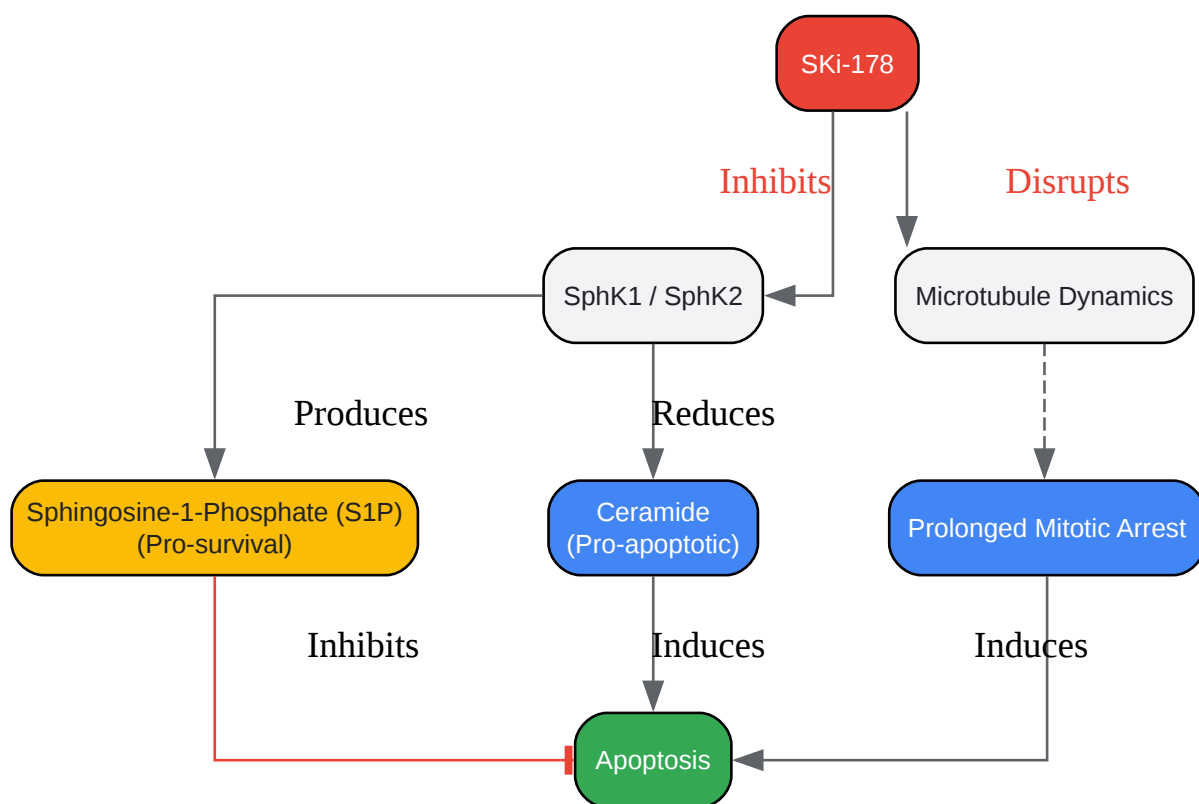 SKi-178
Inhibits
Disrupts
SphK1 / SphK2
Microtubule Dynamics
Produces
Reduces
Sphingosine-1-Phosphate (S1P)
(Pro-survival)
Ceramide
(Pro-apoptotic)
Prolonged Mitotic Arrest
Inhibits
Induces
Induces
Apoptosis